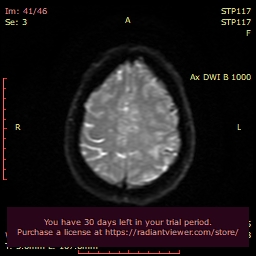 Im: 41/46
Se: 3
A
STP117
STP117
F
Ax DWI B 1000
R
L
You have 30 days left in your trial period.
Purchase a license at https://radiantviewer.com/store/